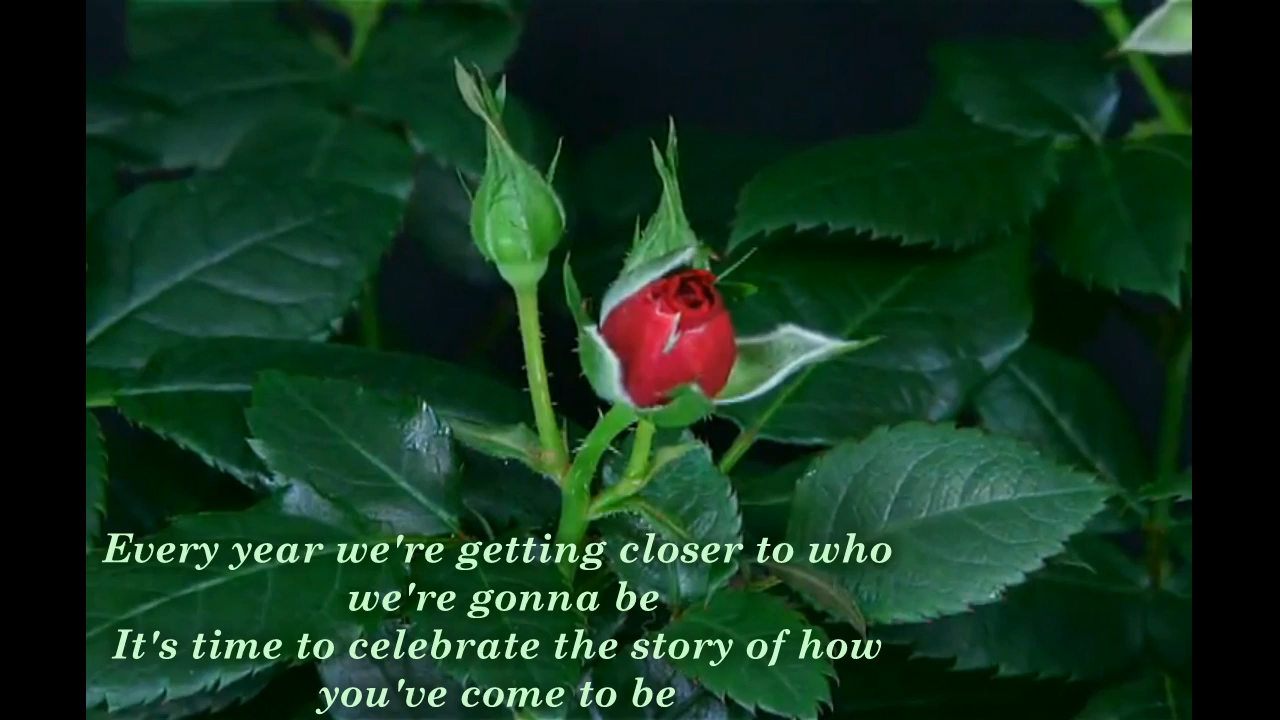 Every year we're getting closer to who
we're gonna be
It's time to celebrate the story of how
you've come to be